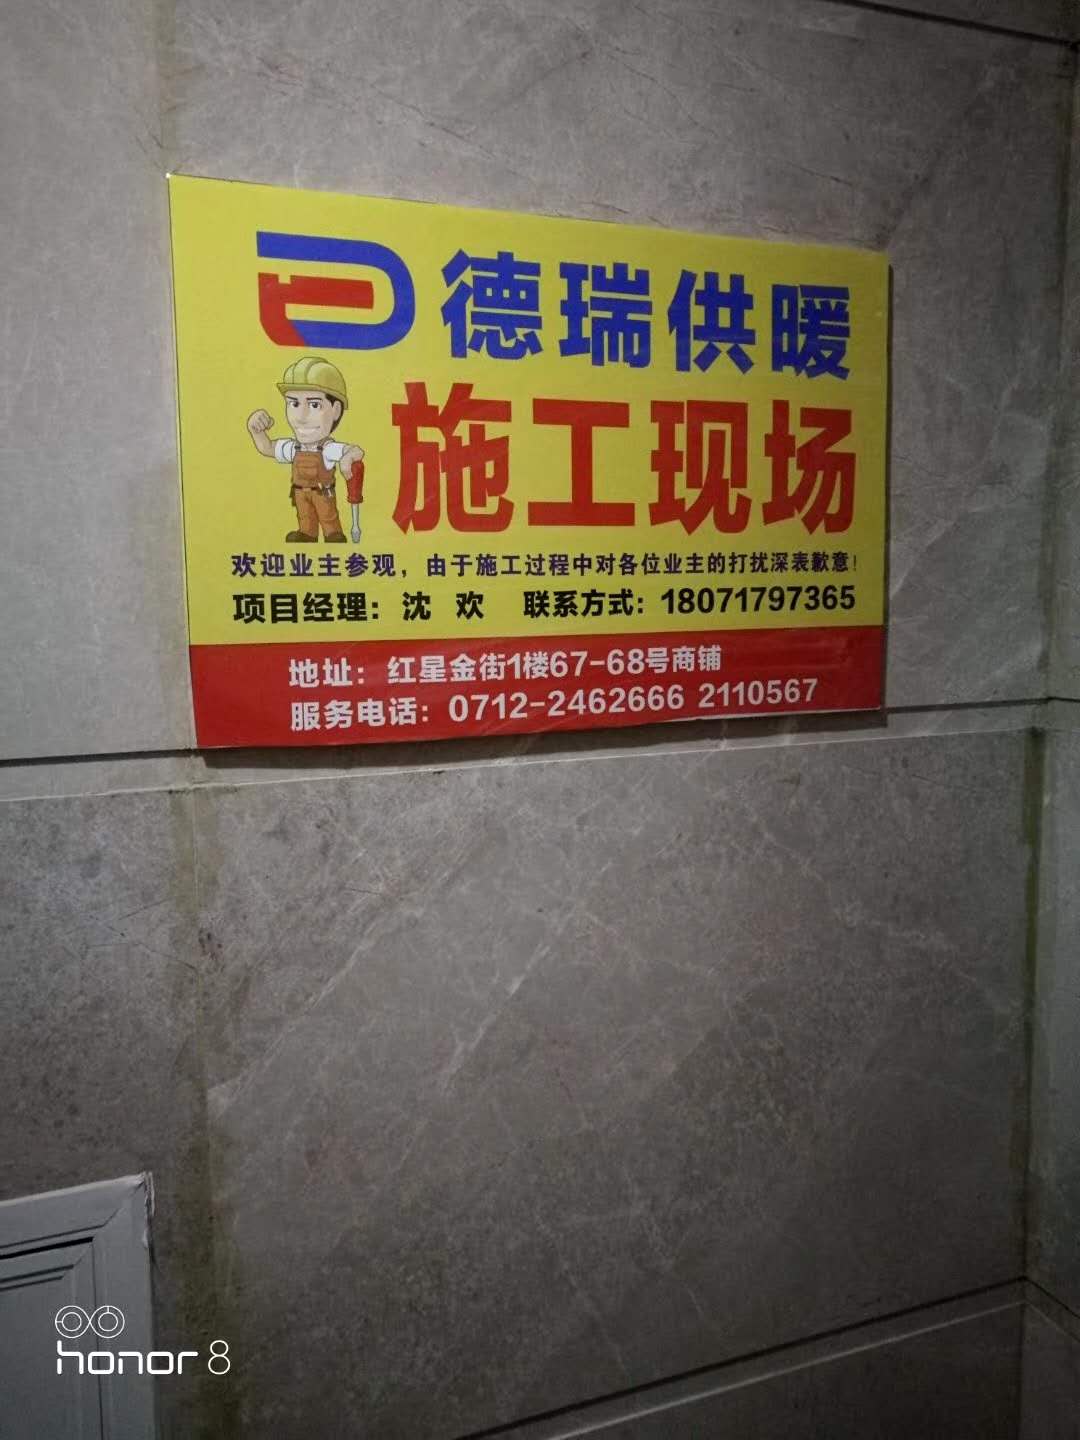 德瑞供暖
施工现场
欢迎业主参观，由于施工过程中对各位业主的打扰深表歉意！
项目经理：沈 欢 联系方式：18071797365
地址：红星金街1楼67-68号商铺
服务电话：0712-2462666 2110567
honor 8